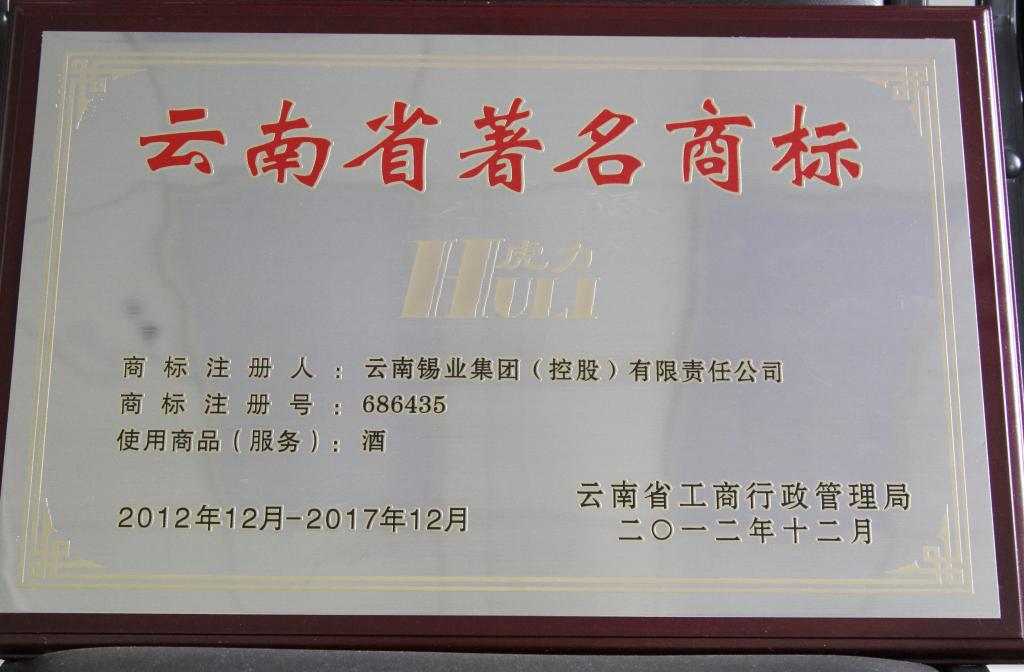 云南省著名商标
虎力
HULI
商标注册人：云南锡业集团（控股）有限责任公司
商标注册号：686435
使用商品（服务）：酒
2012年12月-2017年12月
云南省工商行政管理局
二〇一二年十二月